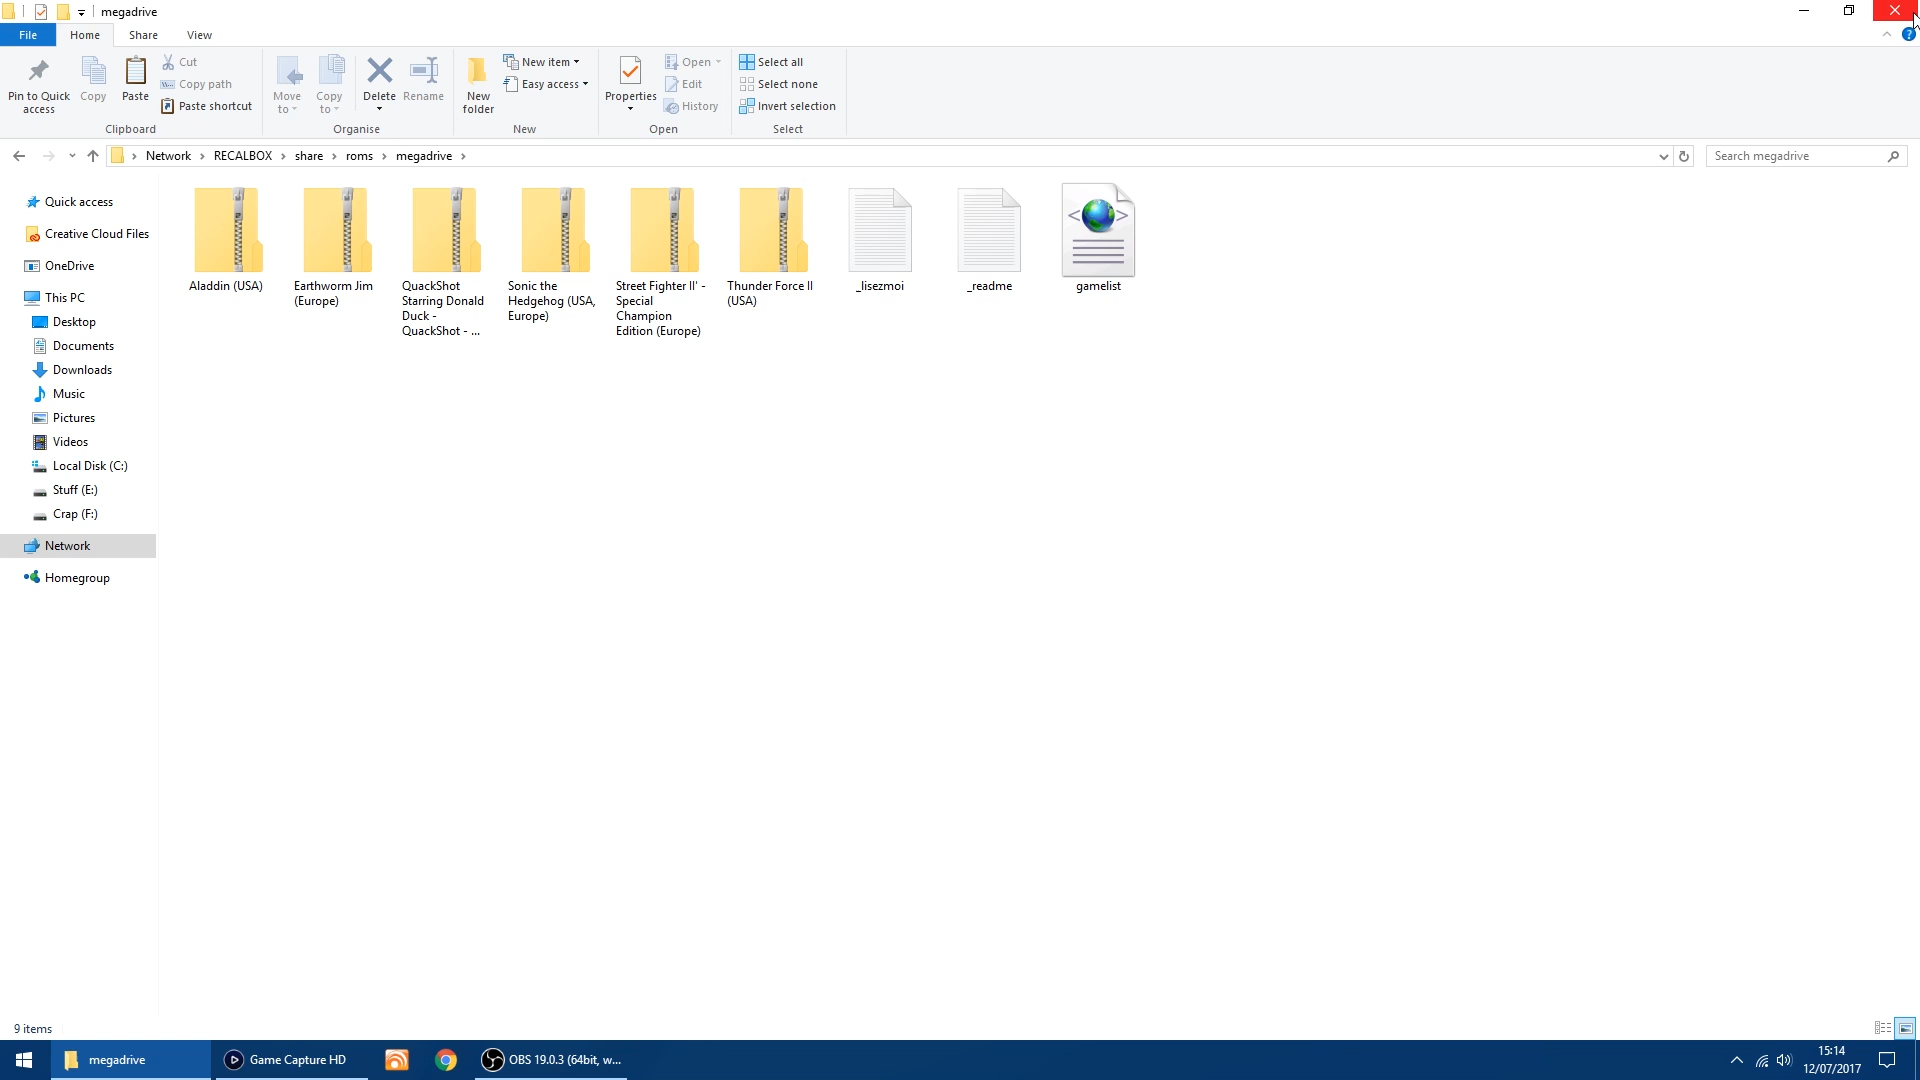 megadrive
File Home Share View
Pin to Quick access
Copy
Paste
Cut
Copy path
Paste shortcut
Clipboard
Move to
Copy to
Delete
Rename
Organise
New folder
New item
Easy access
New
Properties
Open
Edit
History
Open
Select all
Select none
Invert selection
Select
Network > RECALBOX > share > roms > megadrive >
Search megadrive
Quick access
Creative Cloud Files
OneDrive
This PC
Desktop
Documents
Downloads
Music
Pictures
Videos
Local Disk (C:)
Stuff (E:)
Crap (F:)
Network
Homegroup
Aladdin (USA)
Earthworm Jim
(Europe)
QuackShot
Starring Donald
Duck -
QuackShot - ...
Sonic the
Hedgehog (USA,
Europe)
Street Fighter II' -
Special
Champion
Edition (Europe)
Thunder Force II
(USA)
_lisezmoi
_readme
gamelist
9 items
megadrive
Game Capture HD
OBS 19.0.3 (64bit, w...
15:14
12/07/2017